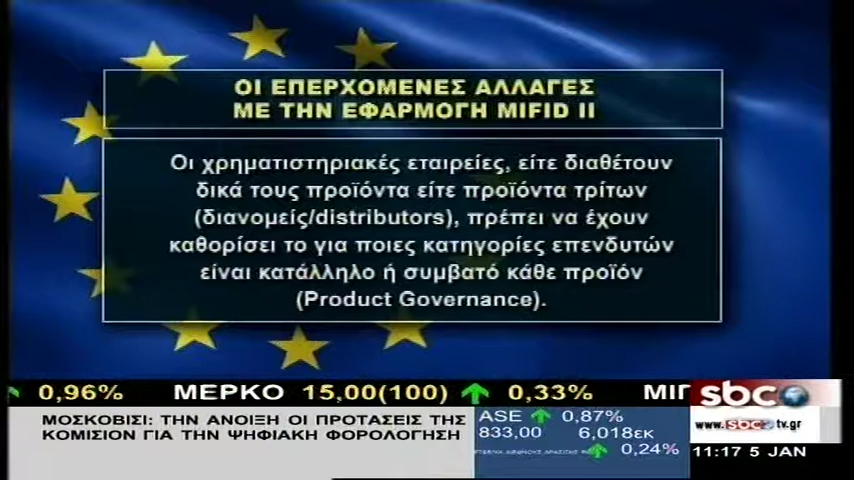 ΟΙ ΕΠΕΡΧΟΜΕΝΕΣ ΑΛΛΑΓΕΣ
ΜΕ ΤΗΝ ΕΦΑΡΜΟΓΗ MIFID II
Οι χρηματιστηριακές εταιρείες, είτε διαθέτουν
δικά τους προϊόντα είτε προϊόντα τρίτων
(διανομείς/distributors), πρέπει να έχουν
καθορίσει το για ποιες κατηγορίες επενδυτών
είναι κατάλληλο ή συμβατό κάθε προϊόν
(Product Governance).
0,96% ΜΕΡΚΟ 15,00(100) 0,33% ΜΙΓ
sbc
ΜΟΣΚΟΒΙΣΙ: ΤΗΝ ΑΝΟΙΞΗ ΟΙ ΠΡΟΤΑΣΕΙΣ ΤΗΣ
ΚΟΜΙΣΙΟΝ ΓΙΑ ΤΗΝ ΨΗΦΙΑΚΗ ΦΟΡΟΛΟΓΗΣΗ
ASE 0,87%
833,00 6,018εκ
0,24%
www.sbctv.gr
11:17 5 JAN